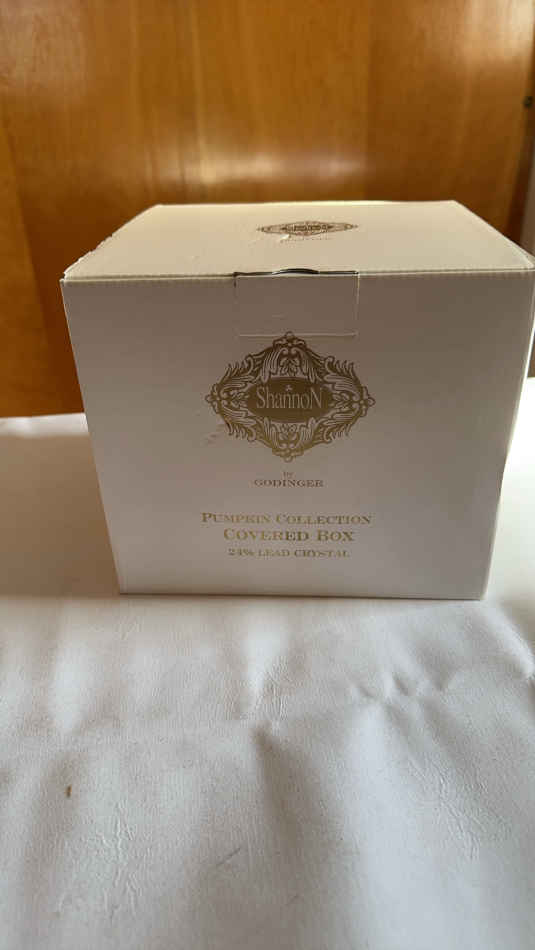 ShannoN
by
GODINGER
PUMPKIN COLLECTION
COVERED BOX
24% LEAD CRYSTAL